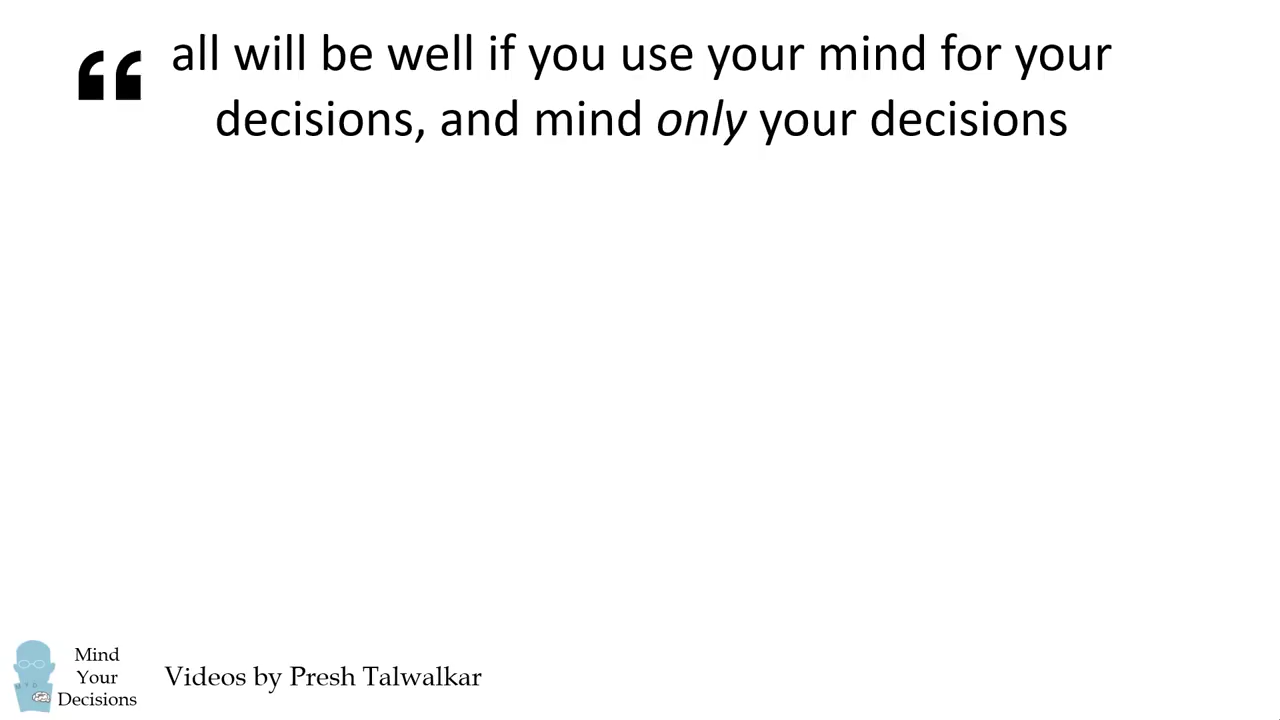 “ all will be well if you use your mind for your
decisions, and mind only your decisions
Mind
Your
Decisions
Videos by Presh Talwalkar